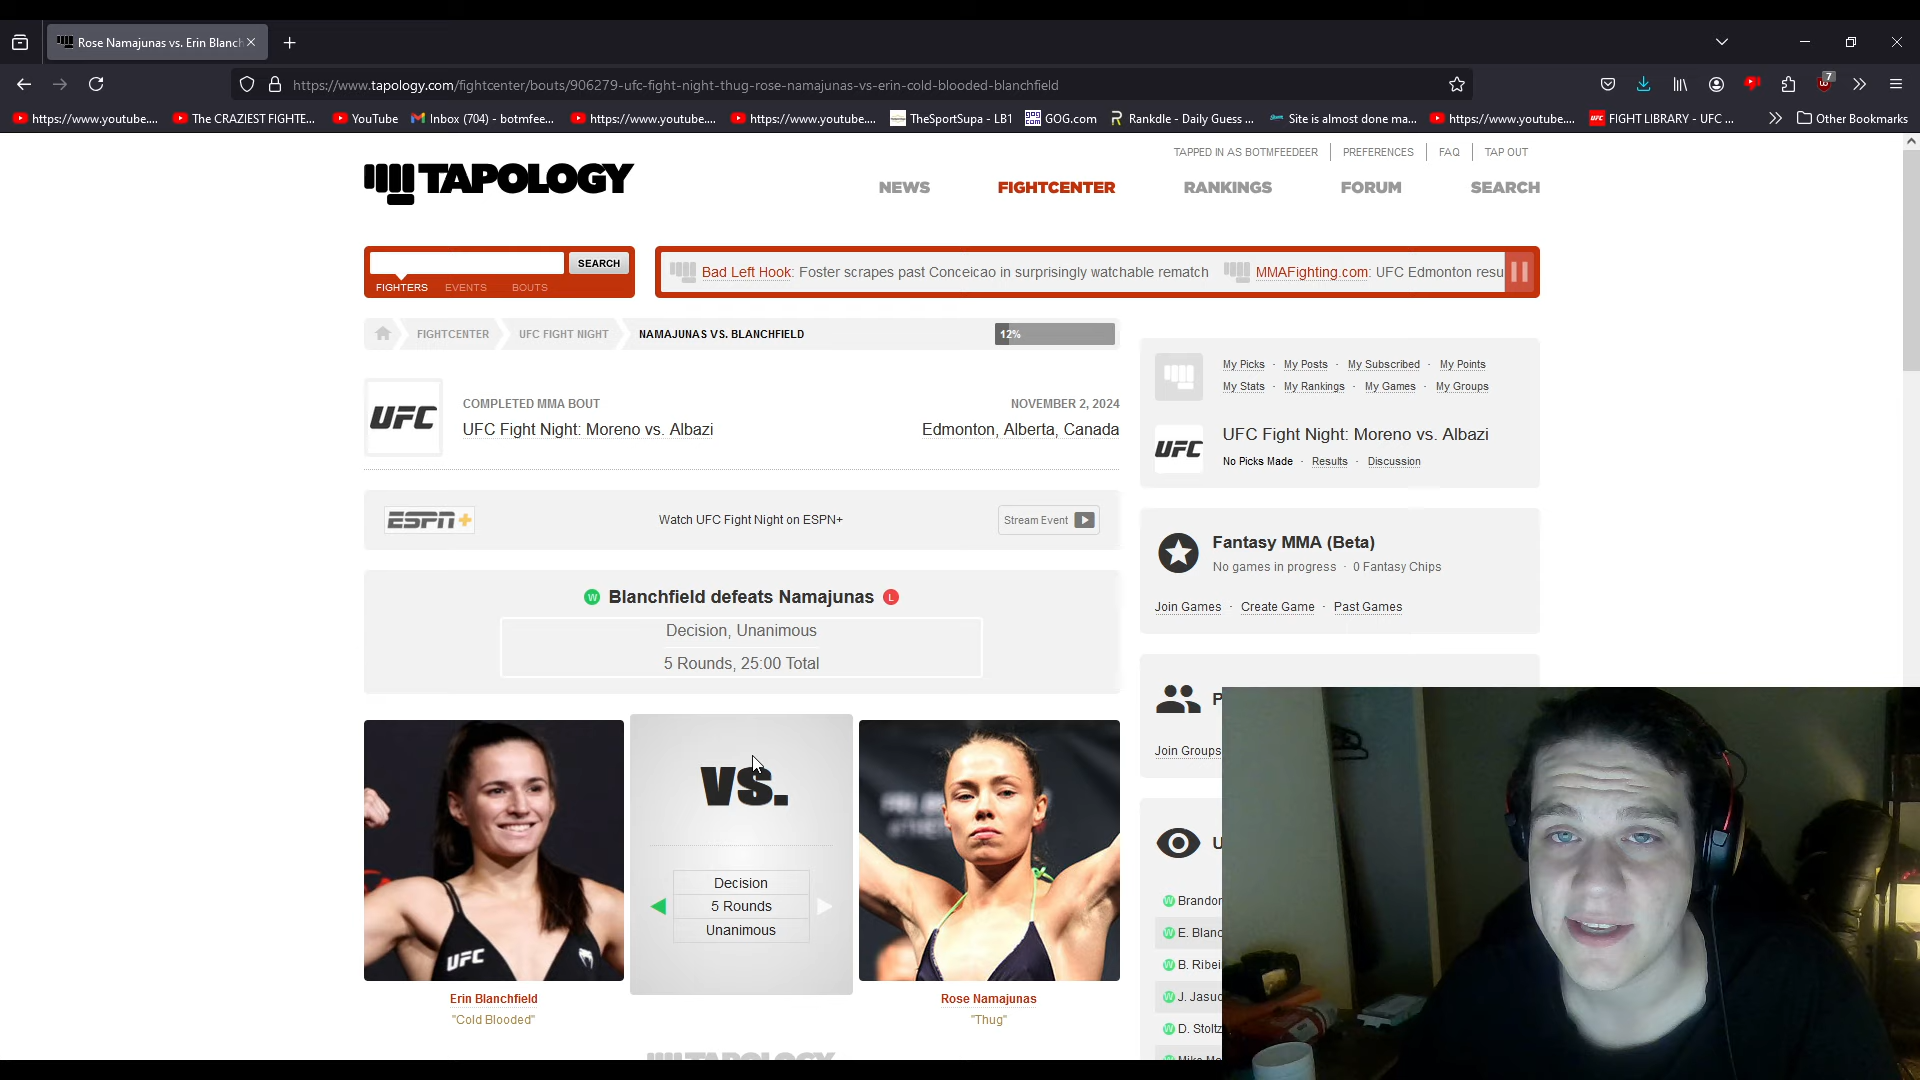 Rose Namajunas vs. Erin Blanch
https://www.tapology.com/fightcenter/bouts/906279-ufc-fight-night-thug-rose-namajunas-vs-erin-cold-blooded-blanchfield
7
https://www.youtube.... The CRAZIEST FIGHTE... YouTube Inbox (704) - botmfee... https://www.youtube.... https://www.youtube.... TheSportSupa - LB1 GOG.com Rankdle - Daily Guess ... Site is almost done ma... https://www.youtube.... FIGHT LIBRARY - UFC ... Other Bookmarks
TAPPED IN AS BOTMFEEDEER PREFERENCES FAQ TAP OUT
TAPOLOGY
NEWS FIGHTCENTER RANKINGS FORUM SEARCH
SEARCH
FIGHTERS EVENTS BOUTS
Bad Left Hook: Foster scrapes past Conceicao in surprisingly watchable rematch MMAFighting.com: UFC Edmonton resu
FIGHTCENTER UFC FIGHT NIGHT NAMAJUNAS VS. BLANCHFIELD 12%
UFC
COMPLETED MMA BOUT NOVEMBER 2, 2024
UFC Fight Night: Moreno vs. Albazi Edmonton, Alberta, Canada
ESPN+ Watch UFC Fight Night on ESPN+ Stream Event
W Blanchfield defeats Namajunas L
Decision, Unanimous
5 Rounds, 25:00 Total
UFC
VS.
Decision
5 Rounds
Unanimous
Erin Blanchfield
"Cold Blooded"
Rose Namajunas
"Thug"
TAPOLOGY
My Picks · My Posts · My Subscribed · My Points
My Stats · My Rankings · My Games · My Groups
UFC
UFC Fight Night: Moreno vs. Albazi
No Picks Made · Results · Discussion
Fantasy MMA (Beta)
No games in progress · 0 Fantasy Chips
Join Games · Create Game · Past Games
P
Join Groups
U
W Brandon
W E. Blanc
W B. Ribei
W J. Jasud
W D. Stoltz